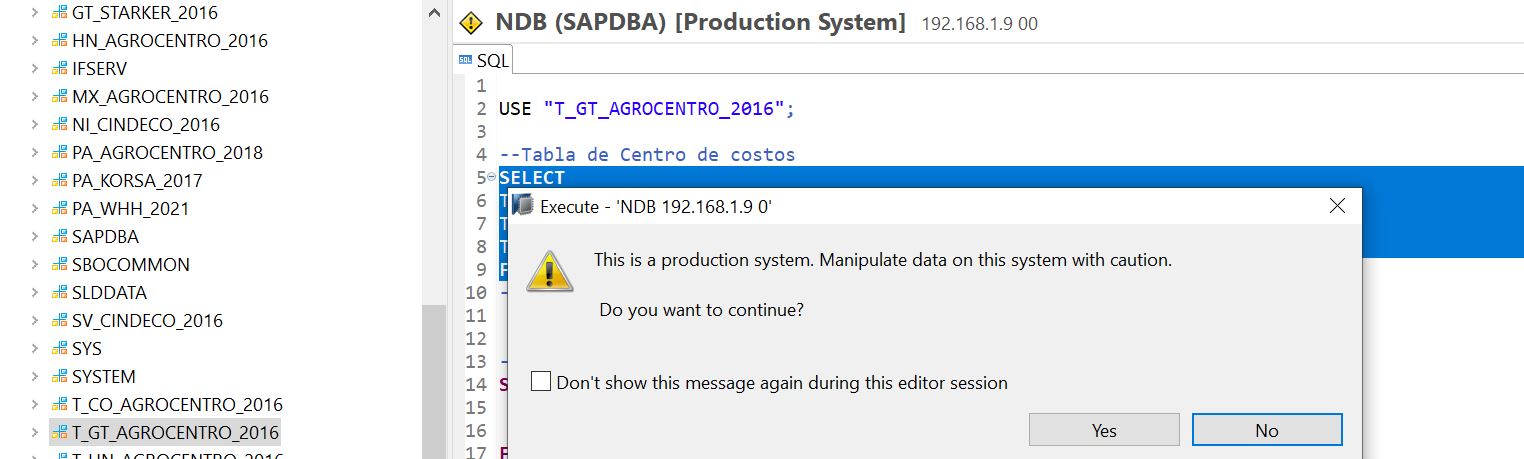 GT_STARKER_2016
HN_AGROCENTRO_2016
IFSERV
MX_AGROCENTRO_2016
NI_CINDECO_2016
PA_AGROCENTRO_2018
PA_KORSA_2017
PA_WHH_2021
SAPDBA
SBOCOMMON
SLDDATA
SV_CINDECO_2016
SYS
SYSTEM
T_CO_AGROCENTRO_2016
T_GT_AGROCENTRO_2016
T_HN_AGROCENTRO_2016
NDB (SAPDBA) [Production System] 192.168.1.9 00
SQL SQL
1
2 USE "T_GT_AGROCENTRO_2016";
3
4 --Tabla de Centro de costos
5 SELECT
6 T
7 T
8 T
9 F
10 -
11
12
13 -
14 S
15
16
17 F
Execute - 'NDB 192.168.1.9 0'
This is a production system. Manipulate data on this system with caution.
Do you want to continue?
Don't show this message again during this editor session
Yes No